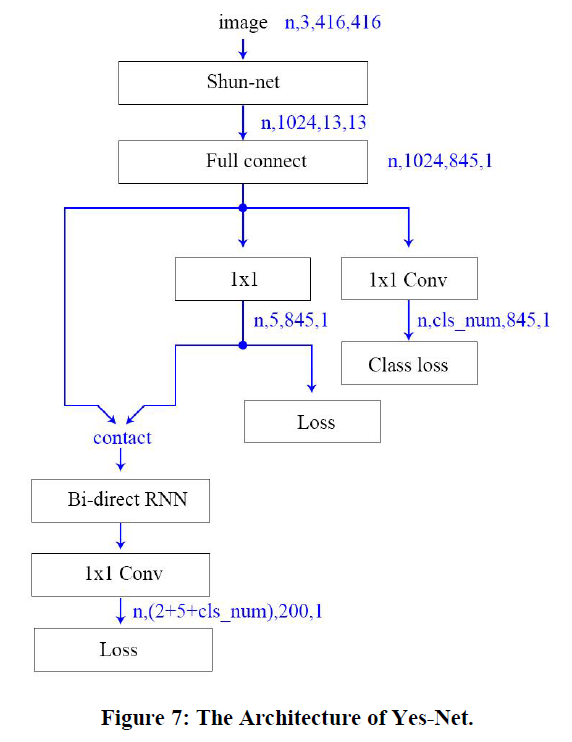 image n,3,416,416
Shun-net
n,1024,13,13
Full connect n,1024,845,1
1x1 1x1 Conv
n,5,845,1 n,cls_num,845,1
Class loss
Loss
contact
Bi-direct RNN
1x1 Conv
n,(2+5+cls_num),200,1
Loss
Figure 7: The Architecture of Yes-Net.